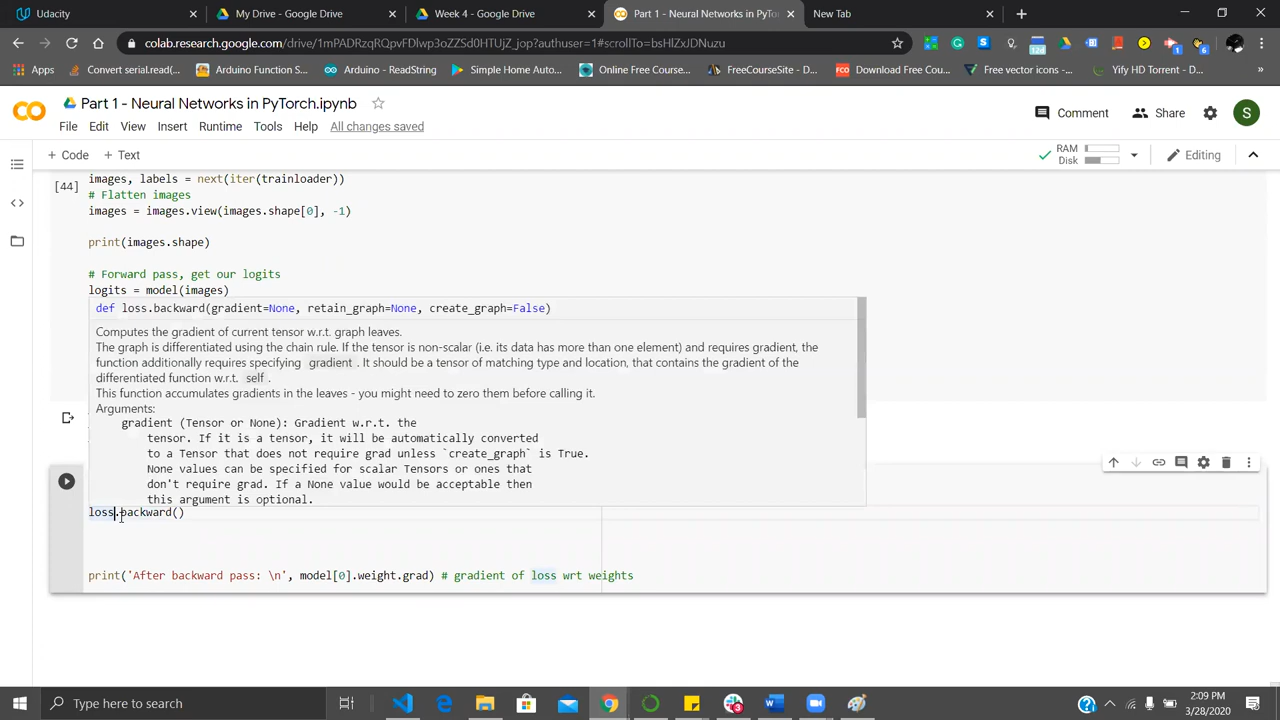 Udacity
My Drive - Google Drive
Week 4 - Google Drive
Part 1 - Neural Networks in PyTor
New Tab
colab.research.google.com/drive/1mPADRzqRQpvFDlwp3oZZSd0HTUjZ_jop?authuser=1#scrollTo=bsHlZxJDNuzu
Apps
Convert serial.read(...
Arduino Function S...
Arduino - ReadString
Simple Home Auto...
Online Free Course...
FreeCourseSite - D...
Download Free Cou...
Free vector icons -...
Yify HD Torrent - D...
Part 1 - Neural Networks in PyTorch.ipynb
Comment
Share
S
File Edit View Insert Runtime Tools Help All changes saved
+ Code + Text
RAM
Disk
Editing
[44]
images, labels = next(iter(trainloader))
# Flatten images
images = images.view(images.shape[0], -1)
print(images.shape)
# Forward pass, get our logits
logits = model(images)
def loss.backward(gradient=None, retain_graph=None, create_graph=False)
Computes the gradient of current tensor w.r.t. graph leaves.
The graph is differentiated using the chain rule. If the tensor is non-scalar (i.e. its data has more than one element) and requires gradient, the
function additionally requires specifying gradient . It should be a tensor of matching type and location, that contains the gradient of the
differentiated function w.r.t. self .
This function accumulates gradients in the leaves - you might need to zero them before calling it.
Arguments:
gradient (Tensor or None): Gradient w.r.t. the
tensor. If it is a tensor, it will be automatically converted
to a Tensor that does not require grad unless `create_graph` is True.
None values can be specified for scalar Tensors or ones that
don't require grad. If a None value would be acceptable then
this argument is optional.
loss.backward()
print('After backward pass: \n', model[0].weight.grad) # gradient of loss wrt weights
Type here to search
2:09 PM
3/28/2020